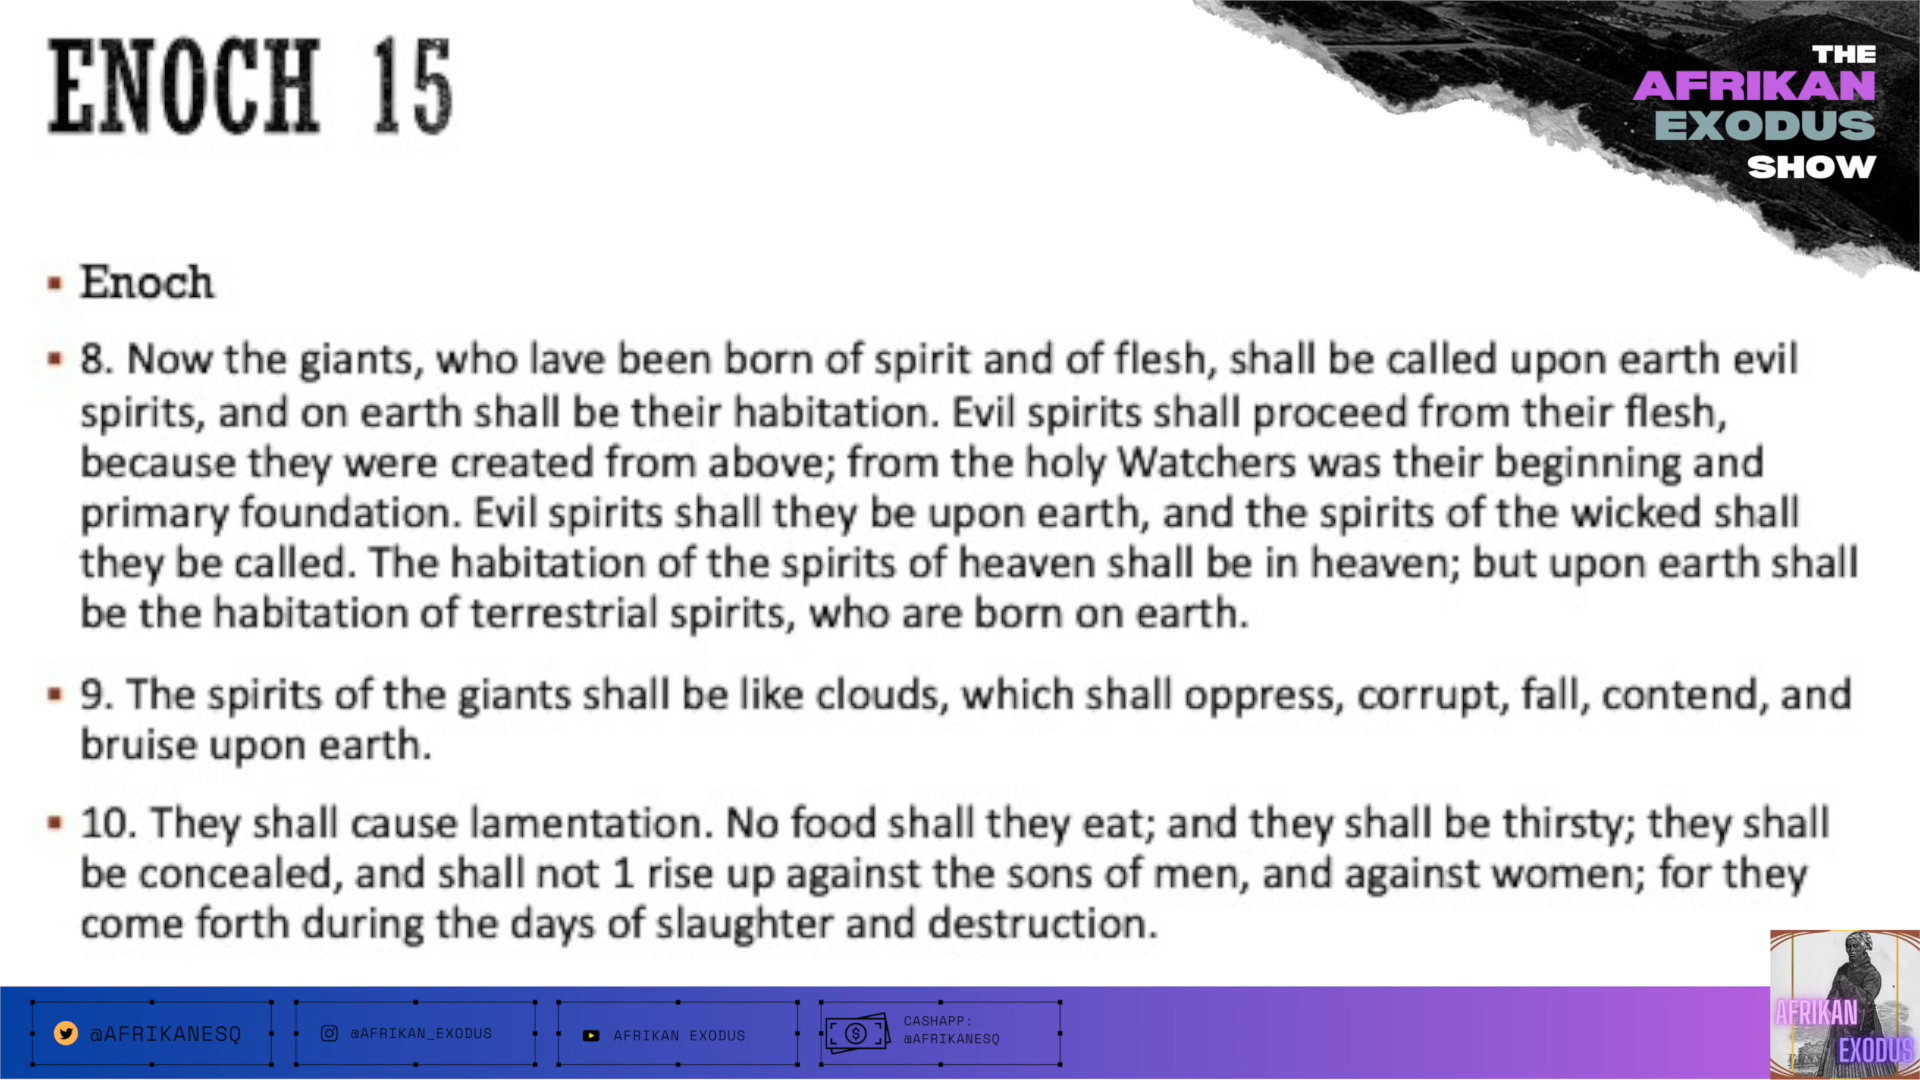 ENOCH 15
THE
AFRIKAN
EXODUS
SHOW
▪ Enoch
▪ 8. Now the giants, who lave been born of spirit and of flesh, shall be called upon earth evil
spirits, and on earth shall be their habitation. Evil spirits shall proceed from their flesh,
because they were created from above; from the holy Watchers was their beginning and
primary foundation. Evil spirits shall they be upon earth, and the spirits of the wicked shall
they be called. The habitation of the spirits of heaven shall be in heaven; but upon earth shall
be the habitation of terrestrial spirits, who are born on earth.
▪ 9. The spirits of the giants shall be like clouds, which shall oppress, corrupt, fall, contend, and
bruise upon earth.
▪ 10. They shall cause lamentation. No food shall they eat; and they shall be thirsty; they shall
be concealed, and shall not 1 rise up against the sons of men, and against women; for they
come forth during the days of slaughter and destruction.
@AFRIKANESQ
@AFRIKAN_EXODUS
AFRIKAN EXODUS
CASHAPP:
@AFRIKANESQ
AFRIKAN
EXODUS